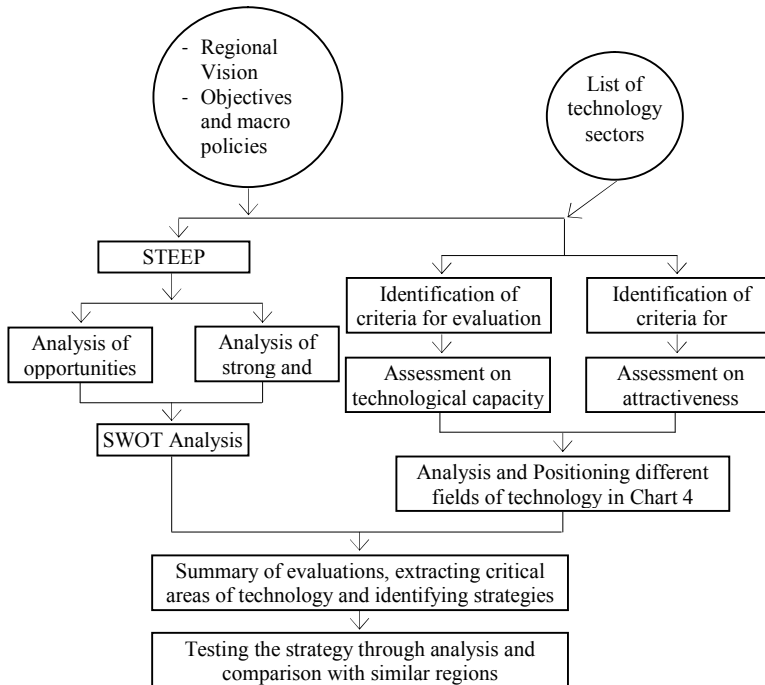 - Regional
Vision
- Objectives
and macro
policies
List of
technology
sectors
STEEP
Identification of
criteria for evaluation
Identification of
criteria for
Analysis of
opportunities
Analysis of
strong and
Assessment on
technological capacity
Assessment on
attractiveness
SWOT Analysis
Analysis and Positioning different
fields of technology in Chart 4
Summary of evaluations, extracting critical
areas of technology and identifying strategies
Testing the strategy through analysis and
comparison with similar regions